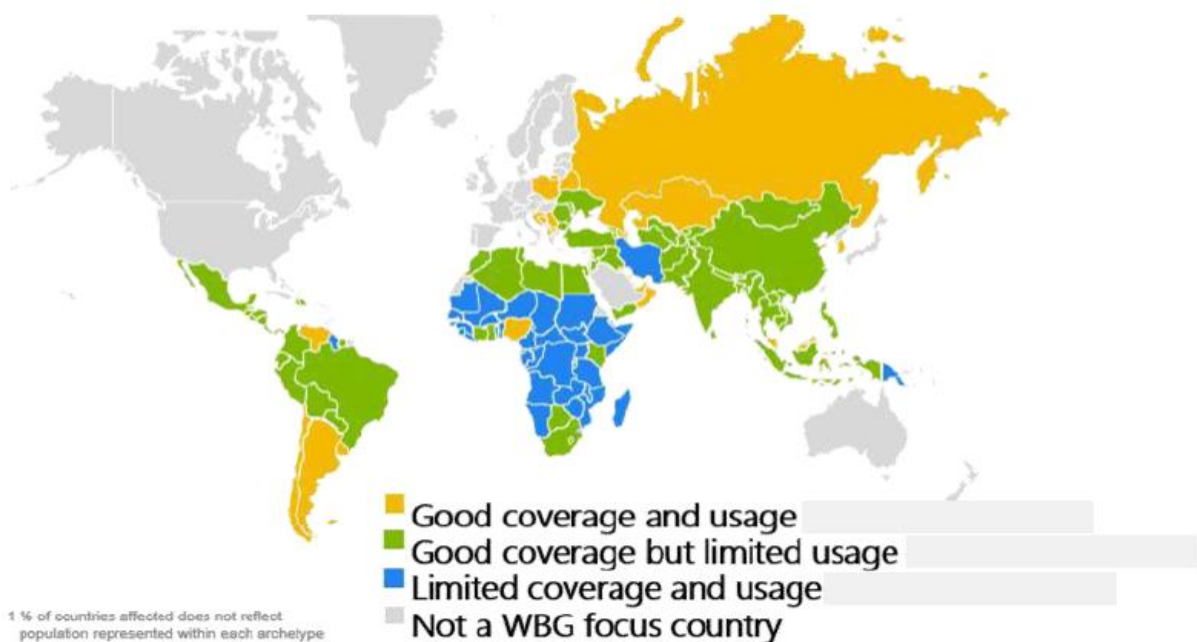 Good coverage and usage
Good coverage but limited usage
Limited coverage and usage
Not a WBG focus country
1 % of countries affected does not reflect
population represented within each archetype